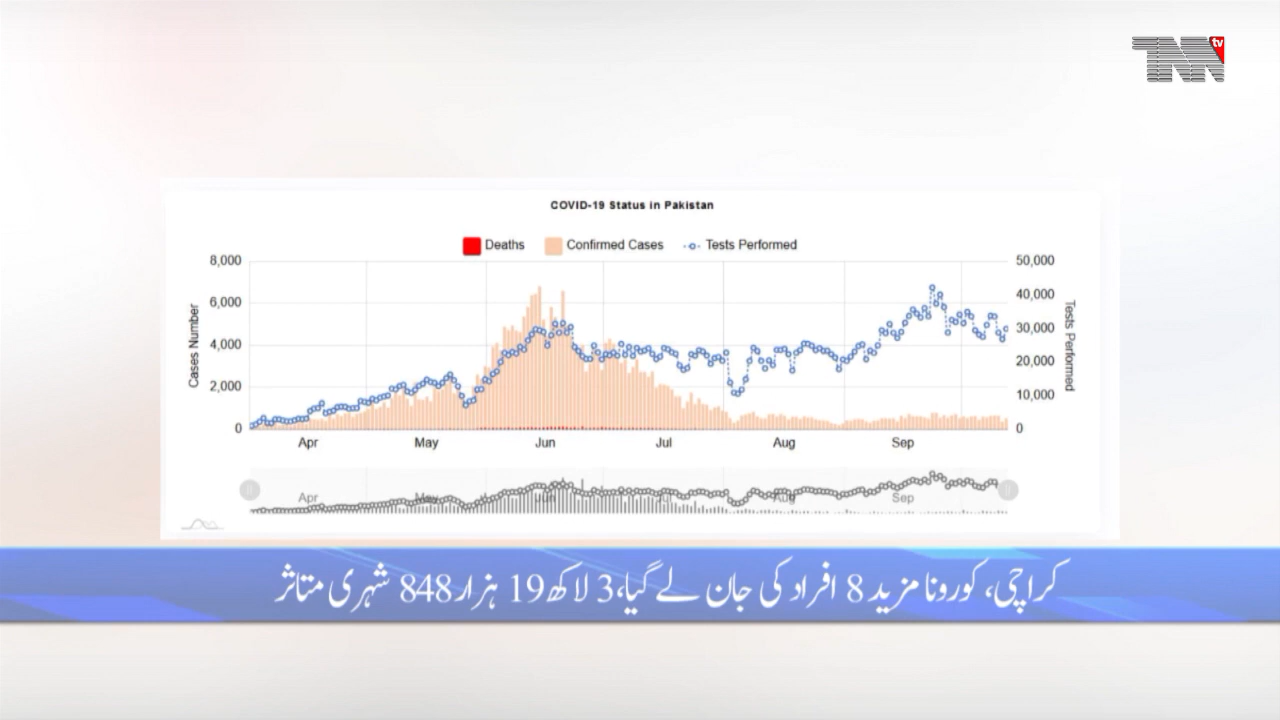 TNN tv
COVID-19 Status in Pakistan
Deaths Confirmed Cases Tests Performed
8,000 50,000
40,000
6,000
30,000
4,000
20,000
2,000
10,000
0 0
Cases Number
Tests Performed
Apr May Jun Jul Aug Sep
Apr May Jun Jul Aug Sep
کراچی، کورونا مزید 8 افراد کی جان لے گیا،3 لاکھ 19 ہزار 848 شہری متاثر